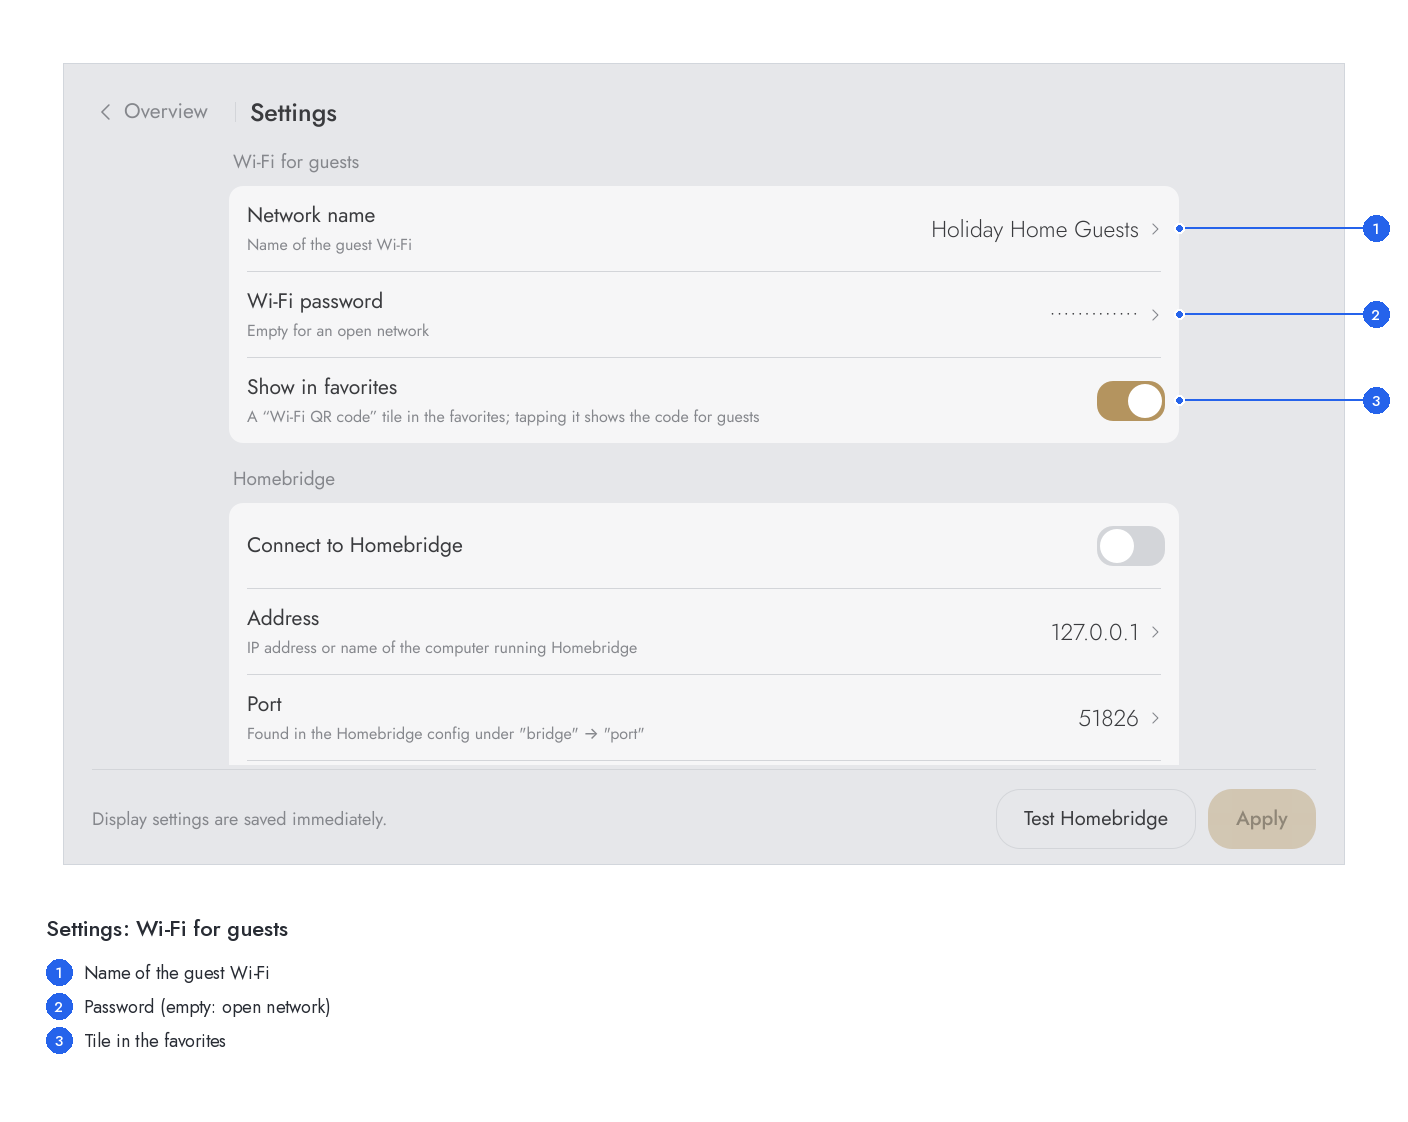 Overview
Settings
Wi-Fi for guests
Network name
Holiday Home Guests
Name of the guest Wi-Fi
1
Wi-Fi password
·············
Empty for an open network
2
Show in favorites
A “Wi-Fi QR code” tile in the favorites; tapping it shows the code for guests
3
Homebridge
Connect to Homebridge
Address
127.0.0.1
IP address or name of the computer running Homebridge
Port
51826
Found in the Homebridge config under "bridge" → "port"
Display settings are saved immediately.
Test Homebridge
Apply
Settings: Wi-Fi for guests
1 Name of the guest Wi-Fi
2 Password (empty: open network)
3 Tile in the favorites